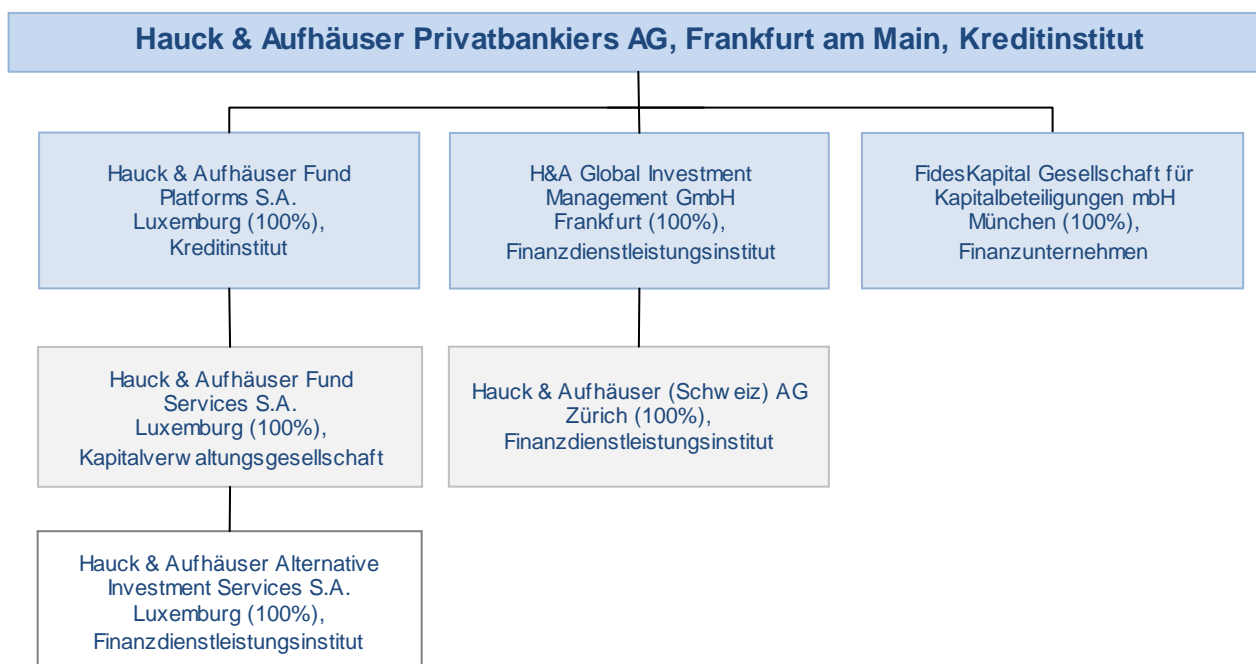 Hauck & Aufhäuser Privatbankiers AG, Frankfurt am Main, Kreditinstitut
Hauck & Aufhäuser Fund
Platforms S.A.
Luxemburg (100%),
Kreditinstitut
H&A Global Investment
Management GmbH
Frankfurt (100%),
Finanzdienstleistungsinstitut
FidesKapital Gesellschaft für
Kapitalbeteiligungen mbH
München (100%),
Finanzunternehmen
Hauck & Aufhäuser Fund
Services S.A.
Luxemburg (100%),
Kapitalverwaltungsgesellschaft
Hauck & Aufhäuser (Schweiz) AG
Zürich (100%),
Finanzdienstleistungsinstitut
Hauck & Aufhäuser Alternative
Investment Services S.A.
Luxemburg (100%),
Finanzdienstleistungsinstitut